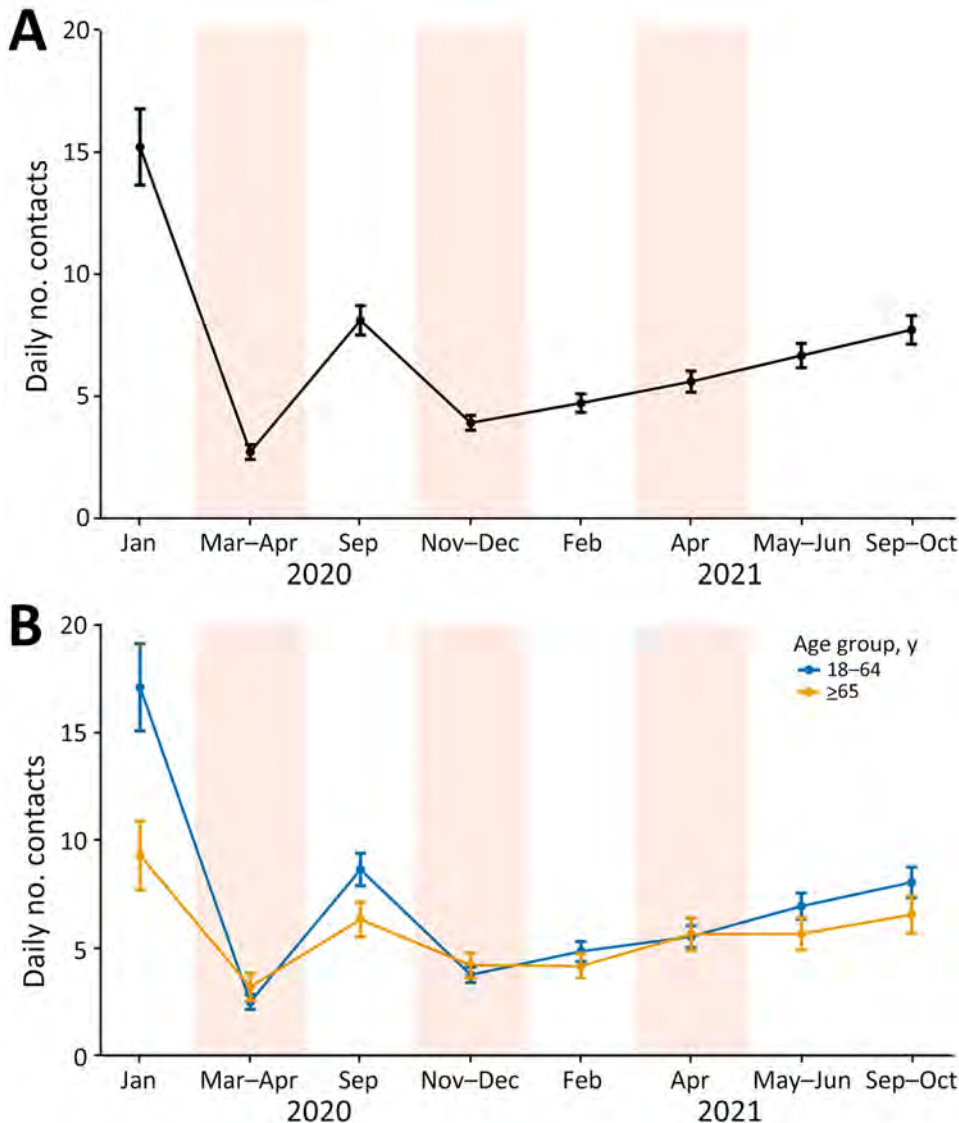 A
Daily no. contacts
20
15
10
5
0
Jan Mar–Apr Sep Nov–Dec Feb Apr May–Jun Sep–Oct
2020 2021
B
Daily no. contacts
20
15
10
5
0
Age group, y
18–64
≥65
Jan Mar–Apr Sep Nov–Dec Feb Apr May–Jun Sep–Oct
2020 2021